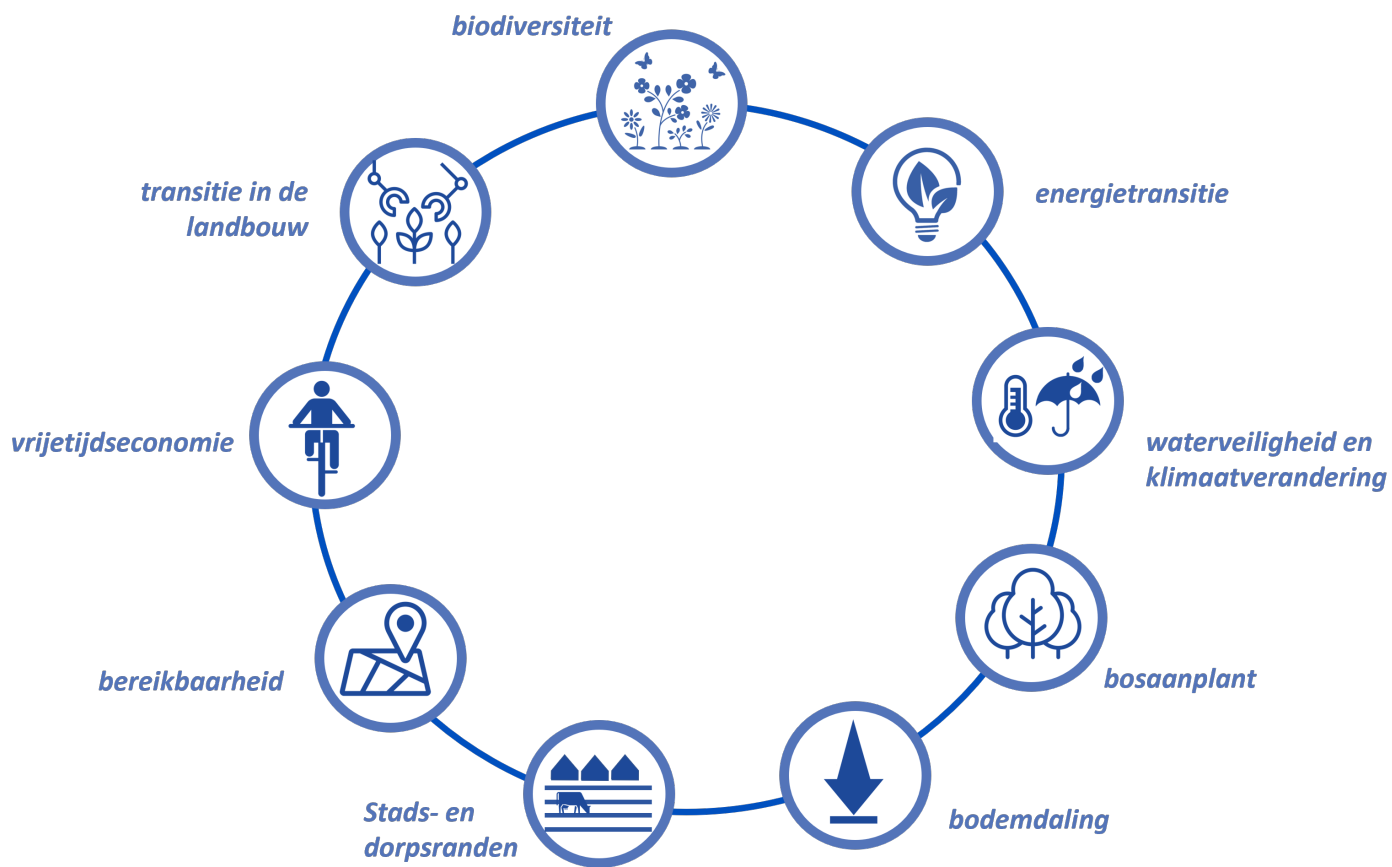 biodiversiteit
energietransitie
waterveiligheid en
klimaatverandering
bosaanplant
bodemdaling
Stads- en
dorpsranden
bereikbaarheid
vrijetijdseconomie
transitie in de
landbouw